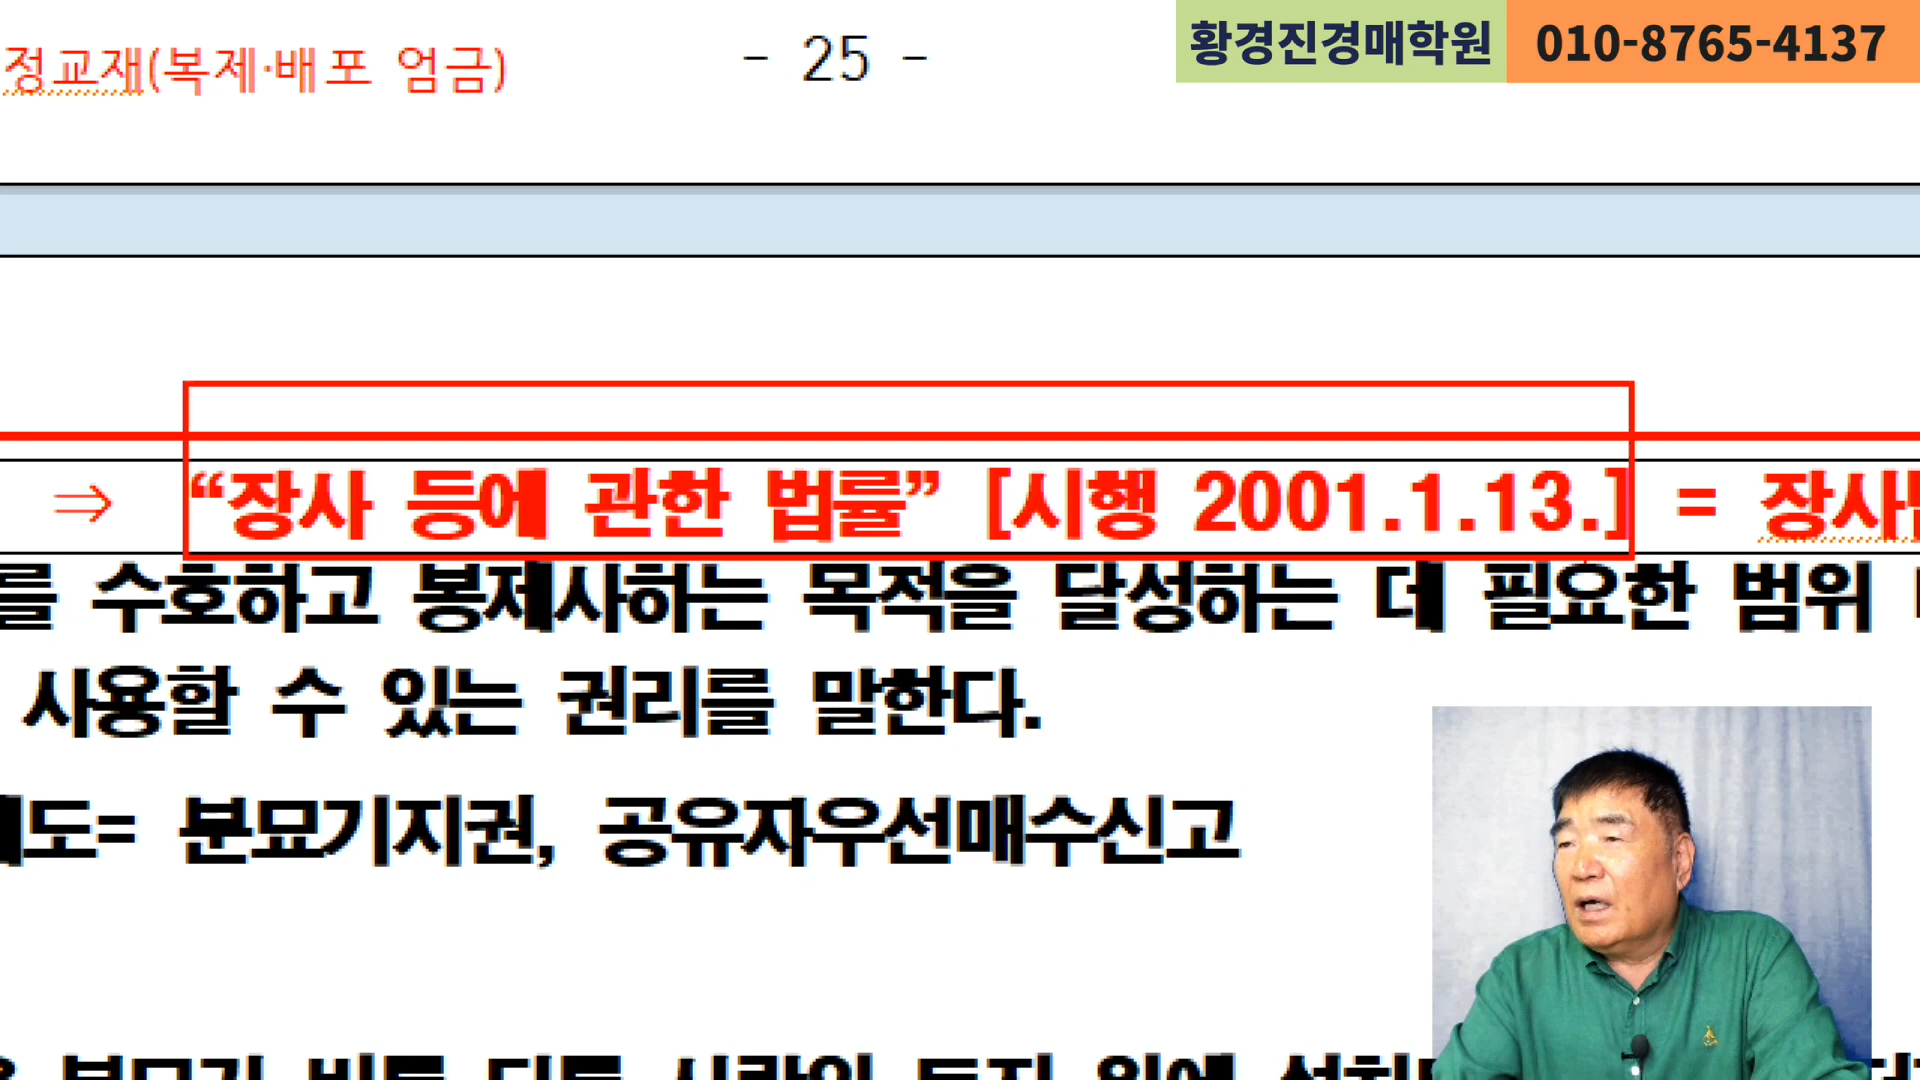 정교재(복제·배포 엄금)
- 25 -
황경진경매학원 010-8765-4137
⇒ “장사 등에 관한 법률” [시행 2001.1.13.] = 장사
를 수호하고 봉제사하는 목적을 달성하는 데 필요한 범위
사용할 수 있는 권리를 말한다.
도= 분묘기지권, 공유자우선매수신고